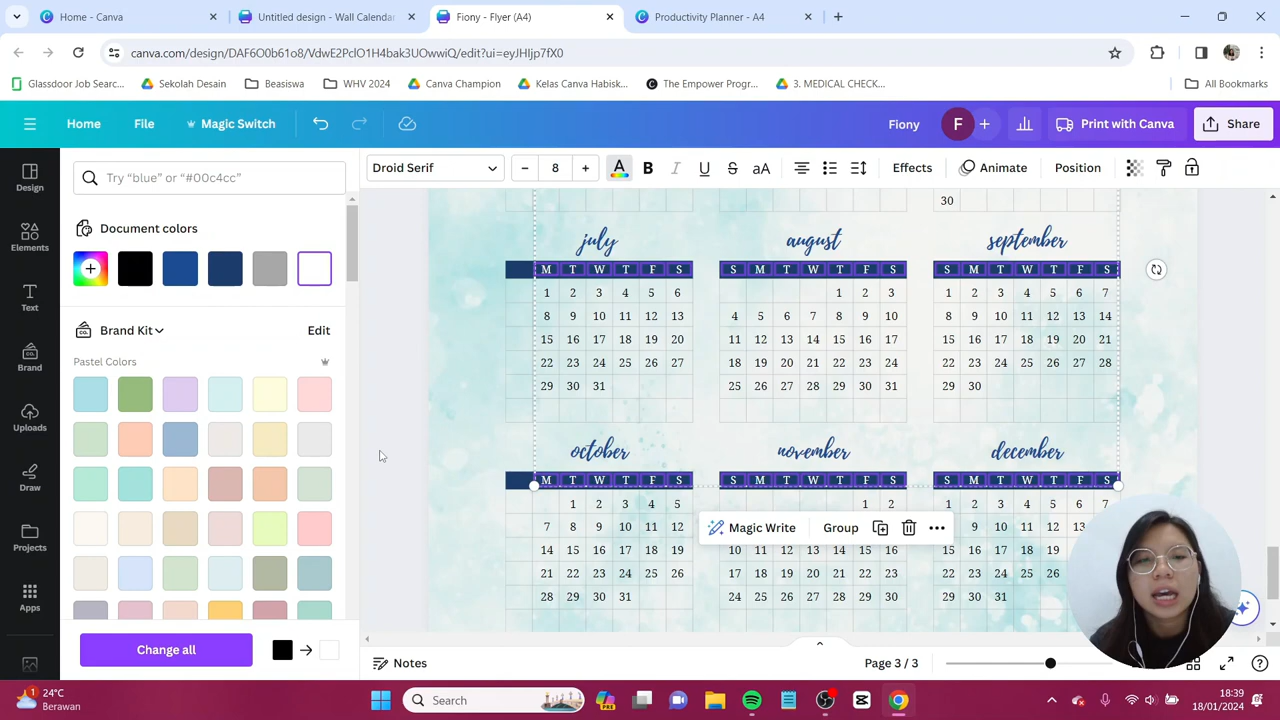 Home - Canva
Untitled design - Wall Calendar
Fiony - Flyer (A4)
Productivity Planner - A4
canva.com/design/DAF6O0b61o8/VdwE2PclO1H4bak3UOwwiQ/edit?ui=eyJHIjp7fX0
Glassdoor Job Searc...
Sekolah Desain
Beasiswa
WHV 2024
Canva Champion
Kelas Canva Habisk...
The Empower Progr...
3. MEDICAL CHECK...
All Bookmarks
Home
File
Magic Switch
Fiony
F
Print with Canva
Share
Design
Elements
Text
Brand
Uploads
Draw
Projects
Apps
Try “blue” or “#00c4cc”
Document colors
Brand Kit
Edit
Pastel Colors
Change all
Droid Serif
8
A
B
I
U
S
aA
Effects
Animate
Position
30
july
M T W T F S
1 2 3 4 5 6
8 9 10 11 12 13
15 16 17 18 19 20
22 23 24 25 26 27
29 30 31
august
S M T W T F S
1 2 3
4 5 6 7 8 9 10
11 12 13 14 15 16 17
18 19 20 21 22 23 24
25 26 27 28 29 30 31
september
S M T W T F S
1 2 3 4 5 6 7
8 9 10 11 12 13 14
15 16 17 18 19 20 21
22 23 24 25 26 27 28
29 30
october
M T W T F S
1 2 3 4 5
7 8 9 10 11 12
14 15 16 17 18 19
21 22 23 24 25 26
28 29 30 31
november
S M T W T F S
1 2
10 11 12 13 14 15 16
17 18 19 20 21 22 23
24 25 26 27 28 29 30
december
S M T W T F S
1 2 3 4 5 6 7
9 10 11 12 13
15 16 17 18 19
22 23 24 25 26
29 30 31
Magic Write
Group
Notes
Page 3 / 3
24°C
Berawan
1
Search
PRE
18:39
18/01/2024